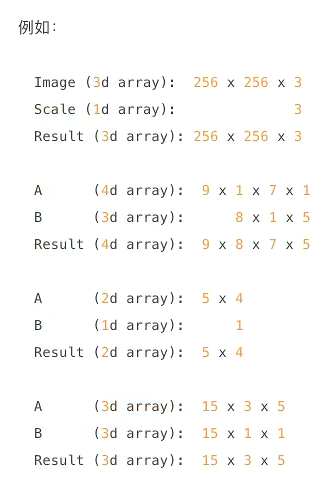 例如：
Image (3d array): 256 x 256 x 3
Scale (1d array):             3
Result (3d array): 256 x 256 x 3
A      (4d array):  9 x 1 x 7 x 1
B      (3d array):      8 x 1 x 5
Result (4d array):  9 x 8 x 7 x 5
A      (2d array):  5 x 4
B      (1d array):      1
Result (2d array):  5 x 4
A      (3d array):  15 x 3 x 5
B      (3d array):  15 x 1 x 1
Result (3d array):  15 x 3 x 5